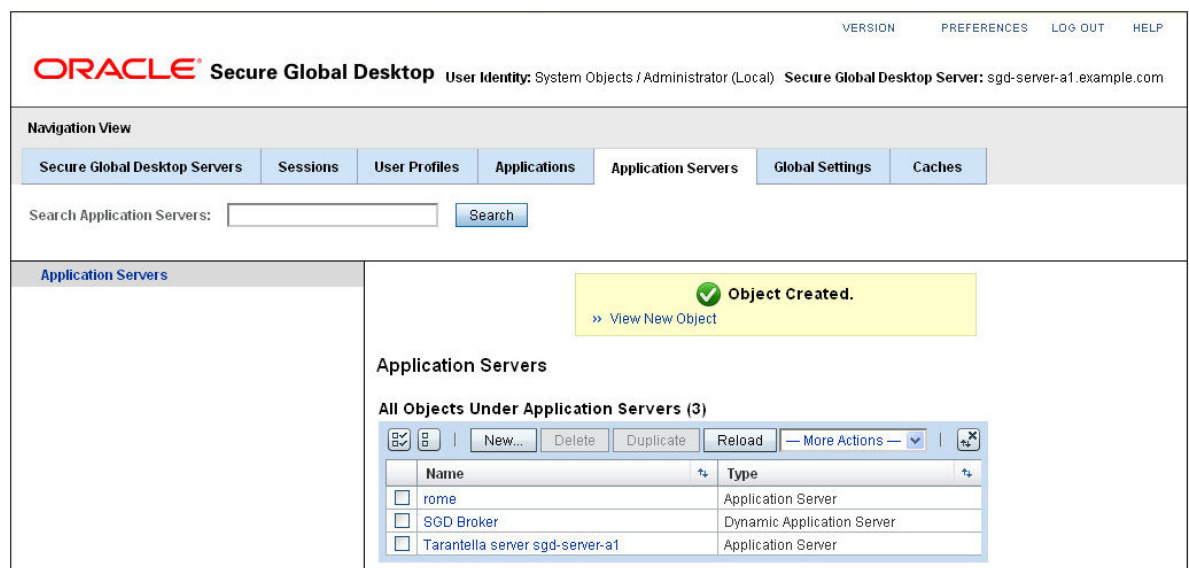 VERSION PREFERENCES LOG OUT HELP
ORACLE Secure Global Desktop User Identity: System Objects / Administrator (Local) Secure Global Desktop Server: sgd-server-a1.example.com
Navigation View
Secure Global Desktop Servers Sessions User Profiles Applications Application Servers Global Settings Caches
Search Application Servers: Search
Application Servers
Object Created.
» View New Object
Application Servers
All Objects Under Application Servers (3)
New... Delete Duplicate Reload — More Actions —
Name Type
rome Application Server
SGD Broker Dynamic Application Server
Tarantella server sgd-server-a1 Application Server